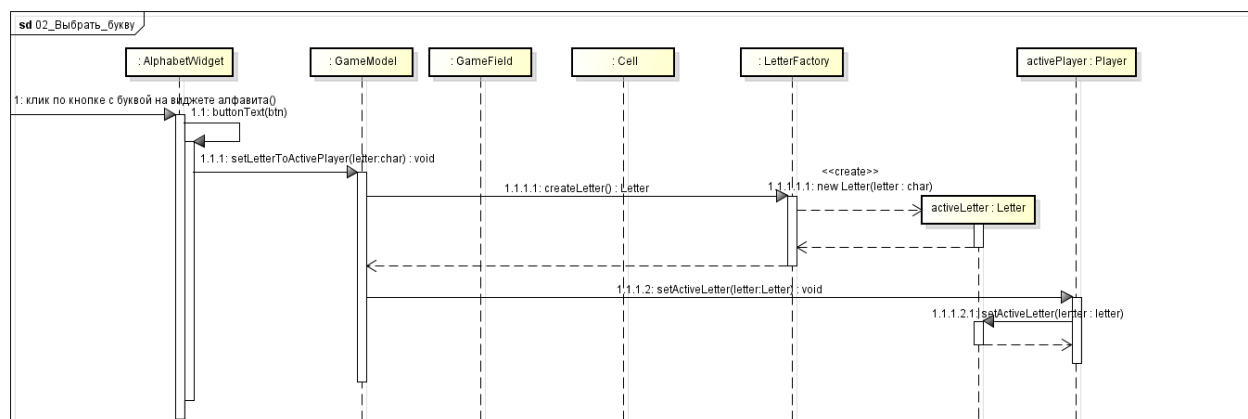 sd 02_Выбрать_букву
: AlphabetWidget
: GameModel
: GameField
: Cell
: LetterFactory
activePlayer : Player
1: клик по кнопке с буквой на виджете алфавита()
1.1: buttonText(btn)
1.1.1: setLetterToActivePlayer(letter:char) : void
<<create>>
1.1.1.1: createLetter() : Letter
1.1.1.1.1: new Letter(letter : char)
activeLetter : Letter
1.1.1.2: setActiveLetter(letter:Letter) : void
1.1.1.2.1: setActiveLetter(lenter : letter)